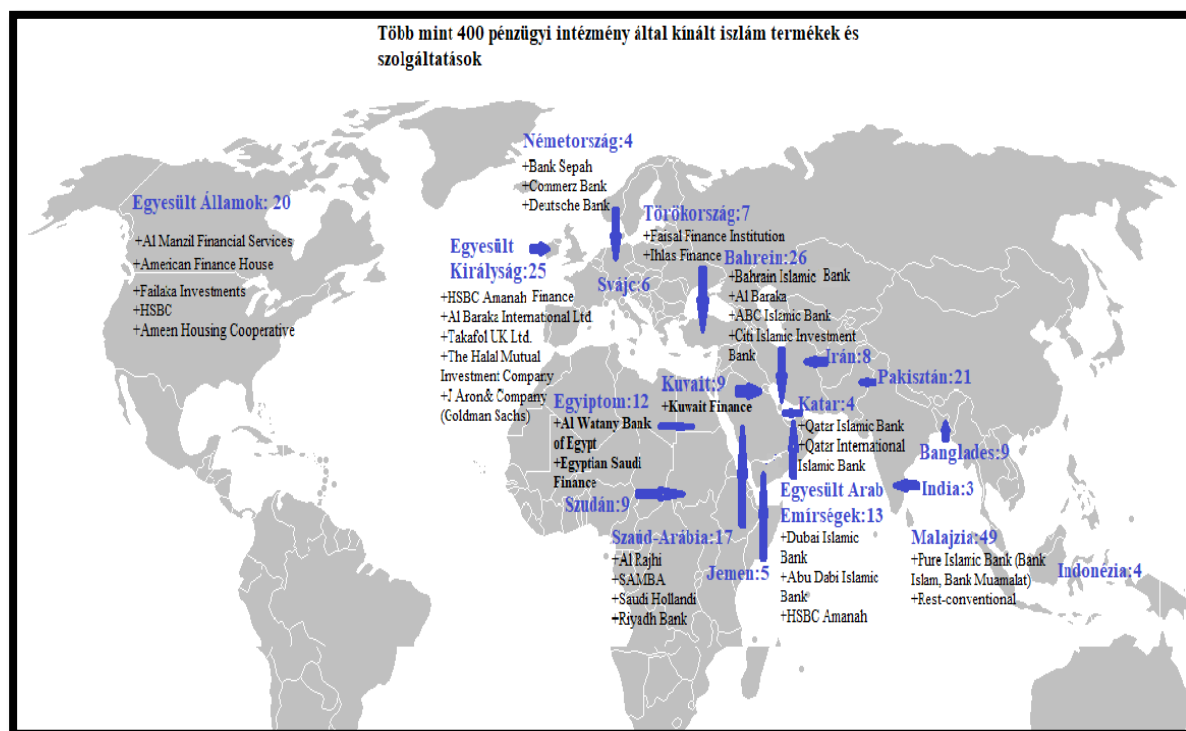 Több mint 400 pénzügyi intézmény által kínált iszlám termékek és
szolgáltatások
Németország:4
+Bank Sepah
+Commerz Bank
+Deutsche Bank
Egyesült Államok: 20
+Al Manzil Financial Services
+American Finance House
+Failaka Investments
+HSBC
+Ameen Housing Cooperative
Egyesült
Királyság:25
+HSBC Amanah Finance
+Al Baraka International Ltd
+Takafol UK Ltd.
+The Halal Mutual
Investment Company
+J Aron& Company
(Goldman Sachs)
Svájc:6
Törökország:7
+Faisal Finance Institution
+Ihlas Finance
Bahrein:26
+Bahrain Islamic Bank
+Al Baraka
+ABC Islamic Bank
+Citi Islamic Investment
Bank
Irán:8
Pakisztán:21
Kuvait:9
+Kuwait Finance
Egyiptom:12
+Al Watany Bank
of Egypt
+Egyptian Saudi
Finance
Szudán:9
Katar:4
+Qatar Islamic Bank
+Qatar International
Islamic Bank
Banglades:9
India:3
Egyesült Arab
Emírségek:13
+Dubai Islamic
Bank
+Abu Dabi Islamic
Bank
+HSBC Amanah
Szaúd-Arábia:17
+Al Rajhi
+SAMBA
+Saudi Hollandi
+Riyadh Bank
Jemen:5
Malajzia:49
+Pure Islamic Bank (Bank
Islam, Bank Muamalat)
+Rest-conventional
Indonézia:4